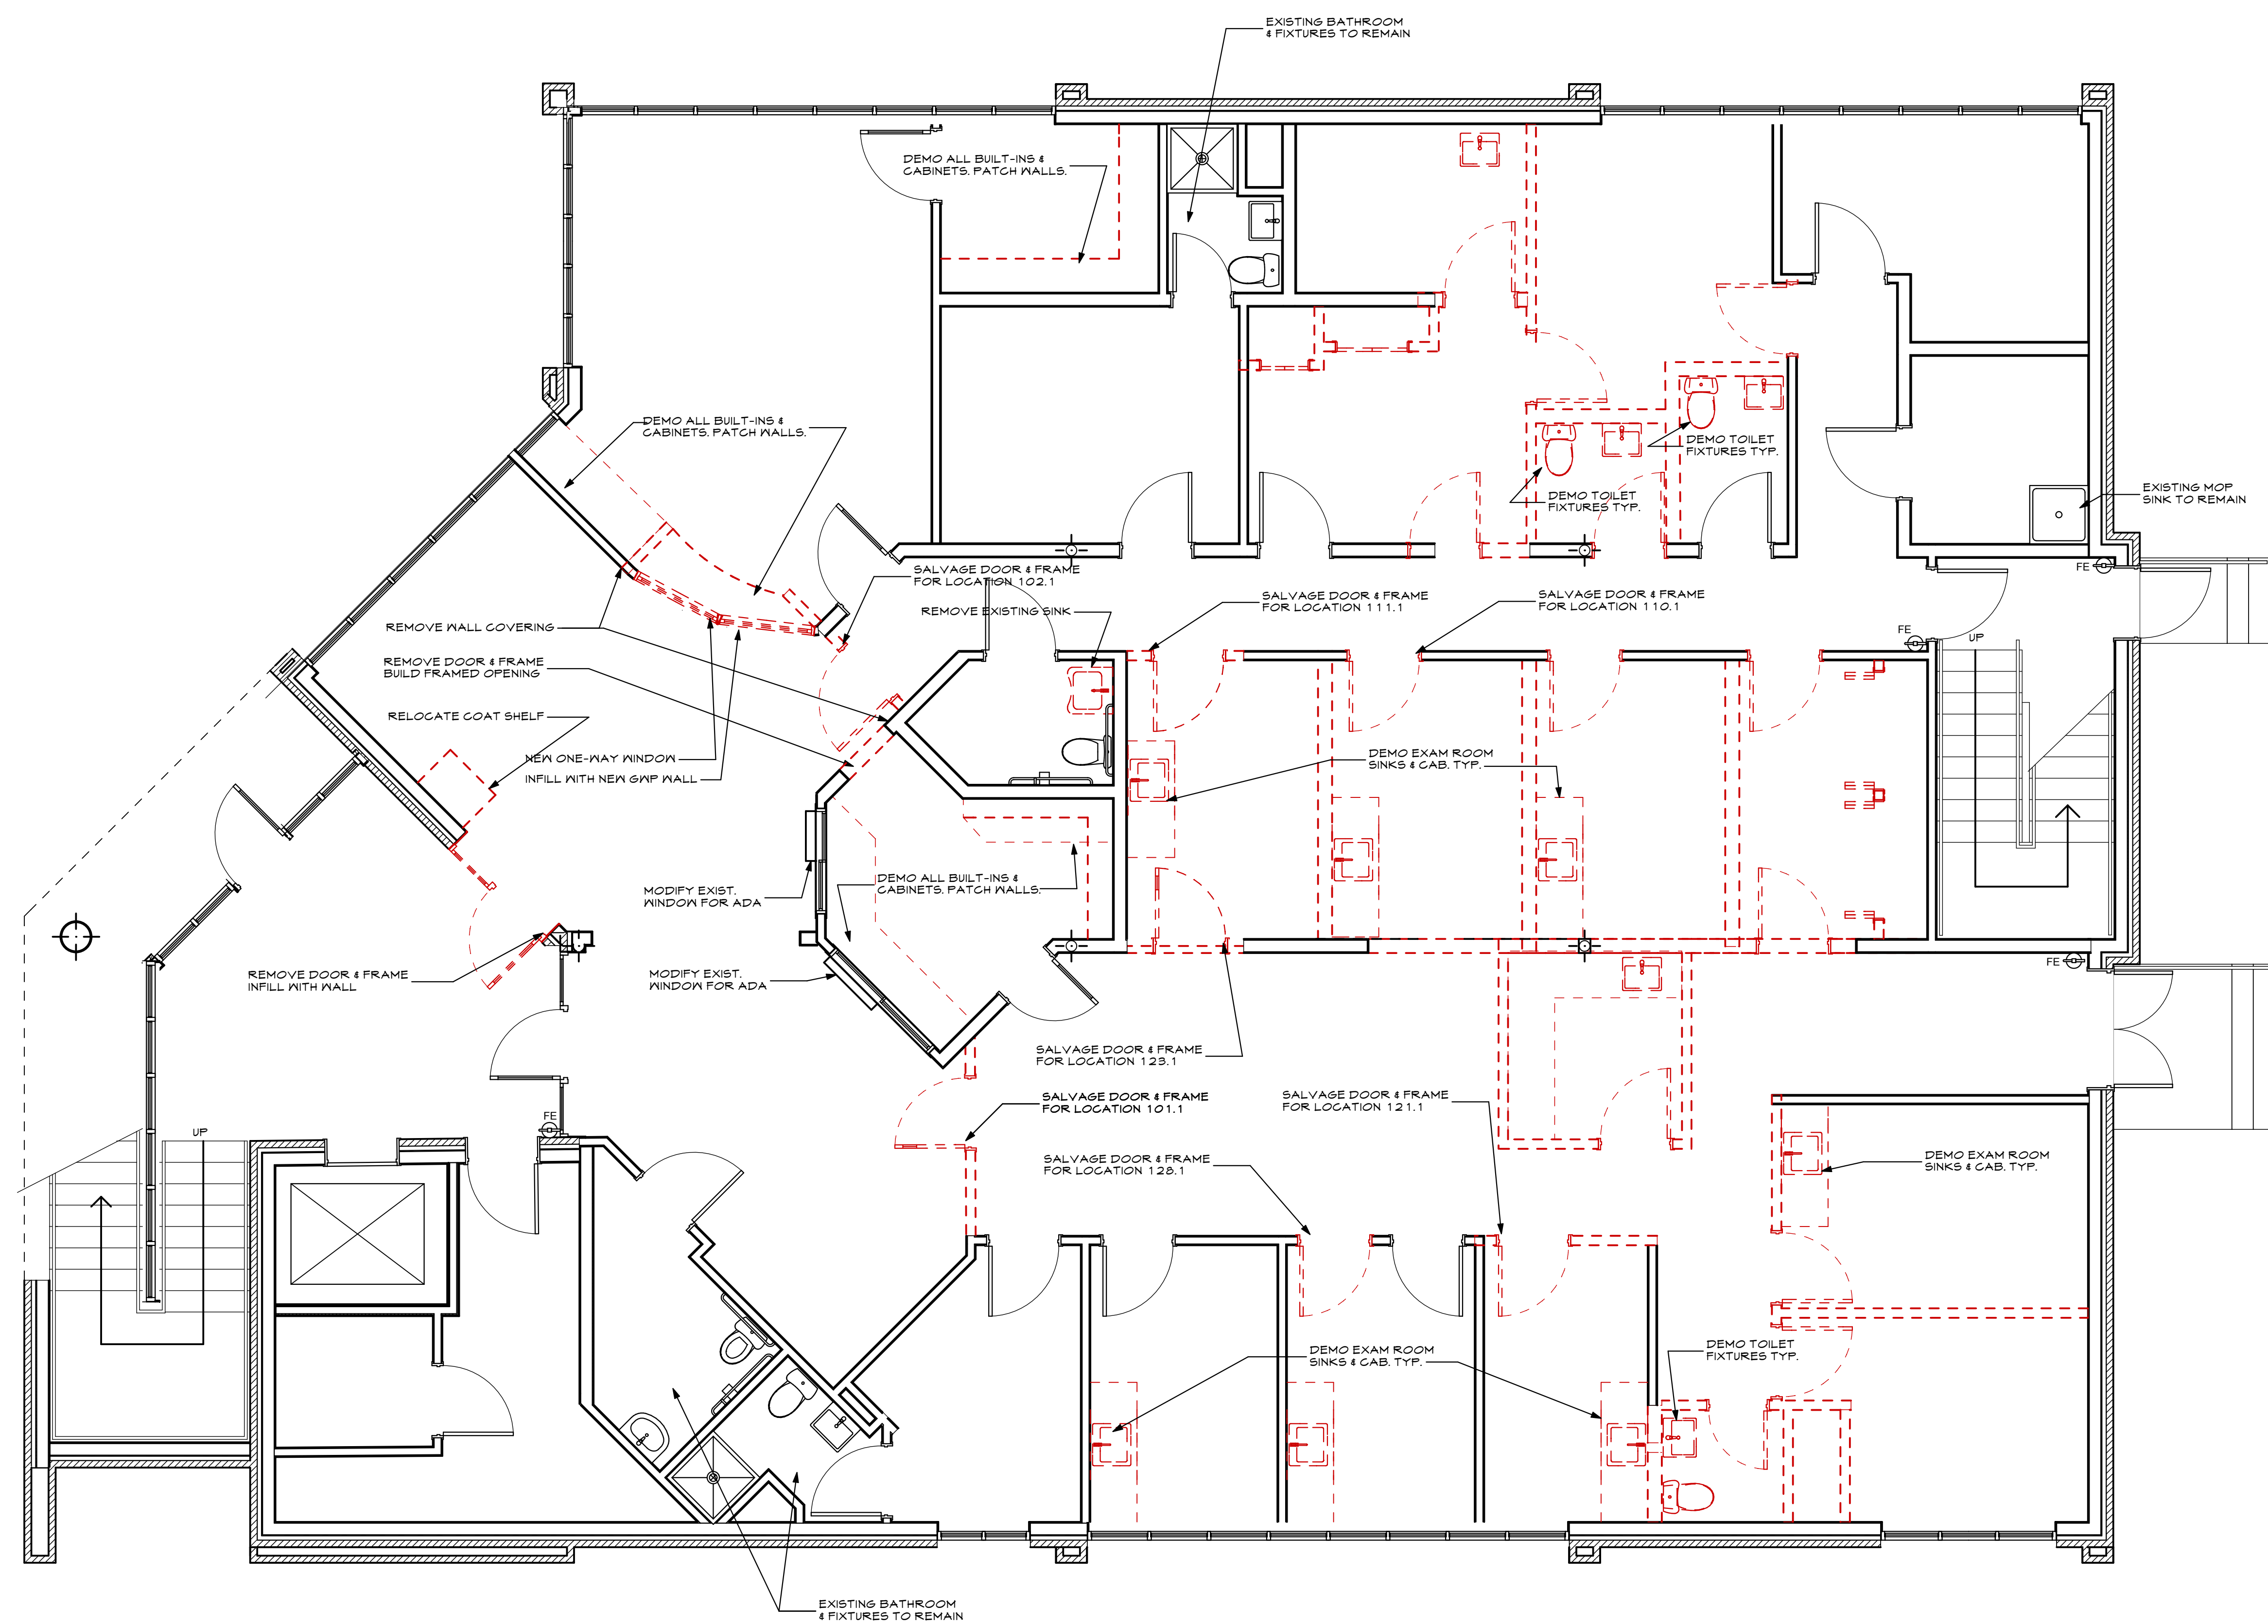 EXISTING BATHROOM
& FIXTURES TO REMAIN
DEMO ALL BUILT-INS &
CABINETS. PATCH WALLS.
DEMO ALL BUILT-INS &
CABINETS. PATCH WALLS.
DEMO TOILET
FIXTURES TYP.
DEMO TOILET
FIXTURES TYP.
EXISTING MOP
SINK TO REMAIN
FE
SALVAGE DOOR & FRAME
FOR LOCATION 102.1
REMOVE EXISTING SINK
SALVAGE DOOR & FRAME
FOR LOCATION 111.1
SALVAGE DOOR & FRAME
FOR LOCATION 110.1
REMOVE WALL COVERING
FE
UP
REMOVE DOOR & FRAME
BUILD FRAMED OPENING
RELOCATE COAT SHELF
NEW ONE-WAY WINDOW
INFILL WITH NEW GWP WALL
DEMO EXAM ROOM
SINKS & CAB. TYP.
MODIFY EXIST.
WINDOW FOR ADA
DEMO ALL BUILT-INS &
CABINETS. PATCH WALLS.
REMOVE DOOR & FRAME
INFILL WITH WALL
MODIFY EXIST.
WINDOW FOR ADA
FE
SALVAGE DOOR & FRAME
FOR LOCATION 123.1
SALVAGE DOOR & FRAME
FOR LOCATION 101.1
SALVAGE DOOR & FRAME
FOR LOCATION 121.1
FE
UP
SALVAGE DOOR & FRAME
FOR LOCATION 128.1
DEMO EXAM ROOM
SINKS & CAB. TYP.
DEMO EXAM ROOM
SINKS & CAB. TYP.
DEMO TOILET
FIXTURES TYP.
EXISTING BATHROOM
& FIXTURES TO REMAIN